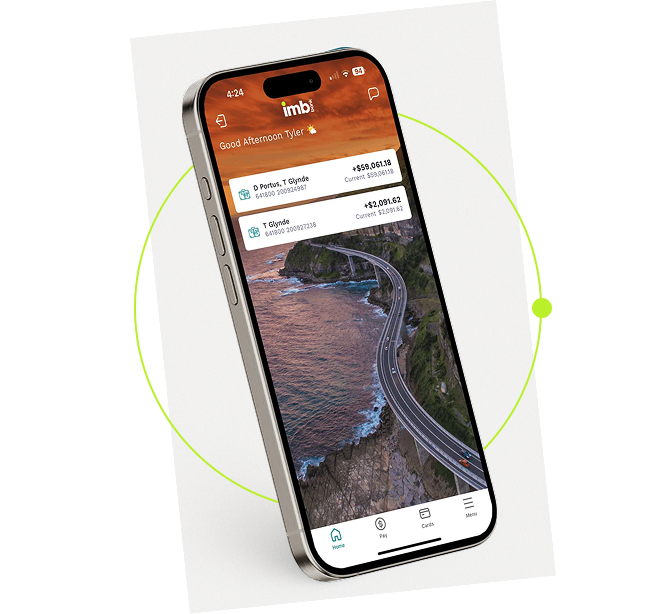 4:24
94
imb
BANK
Good Afternoon Tyler
D Portus, T Glynde
+$59,061.18
641800 200924987
Current $59,061.18
T Glynde
+$2,091.62
641800 200927238
Current $2,091.62
Home
Pay
Cards
Menu